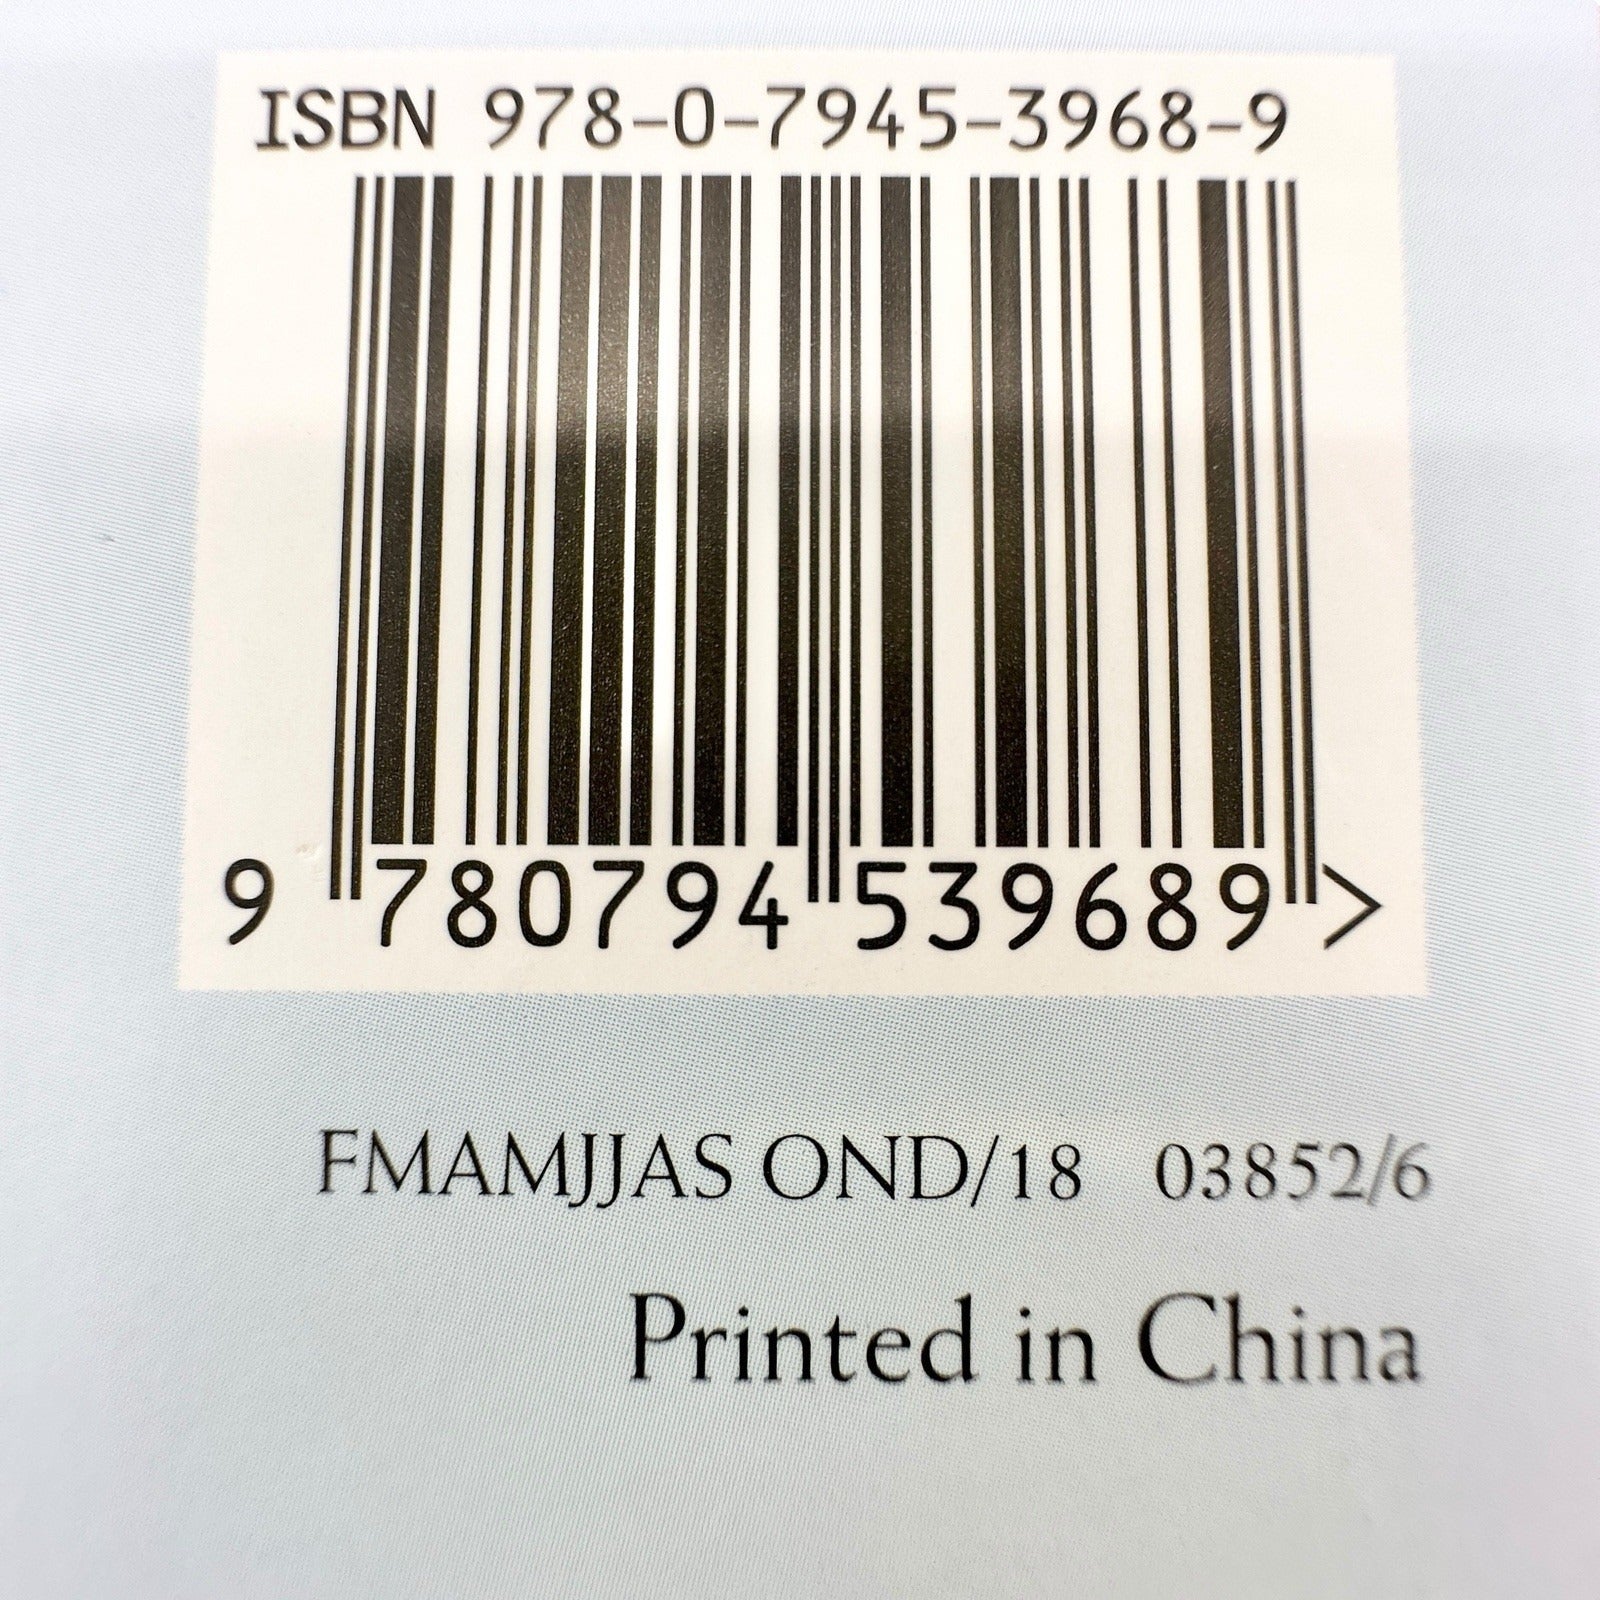 ISBN 978-0-7945-3968-9
9 780794 539689 >
FMAMJJAS OND/18 03852/6
Printed in China